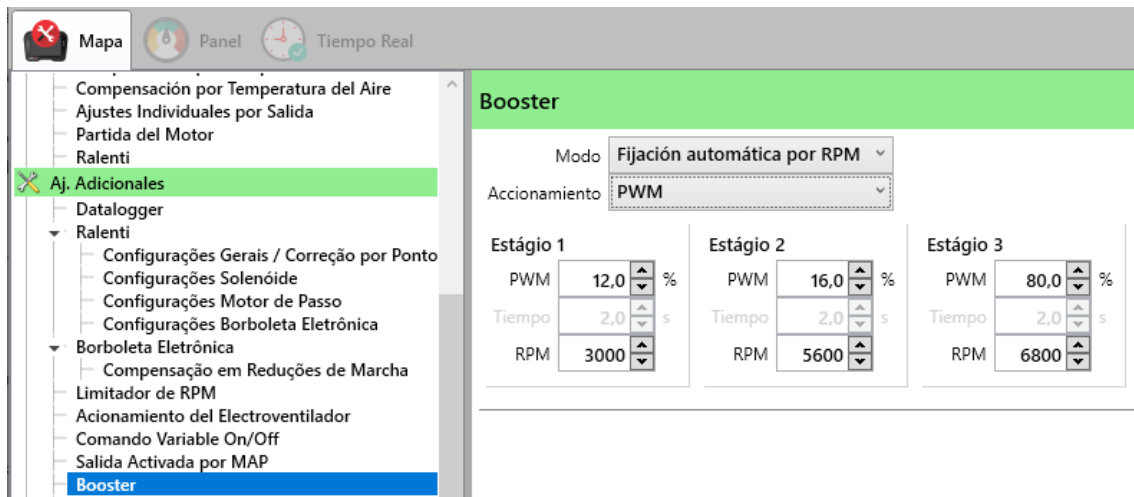 Mapa
Panel
Tiempo Real
Compensación por Temperatura del Aire
Ajustes Individuales por Salida
Partida del Motor
Ralenti
Aj. Adicionales
Datalogger
Ralenti
Configurações Gerais / Correção por Ponto
Configurações Solenóide
Configurações Motor de Passo
Configurações Borboleta Eletrônica
Borboleta Eletrônica
Compensação em Reduções de Marcha
Limitador de RPM
Acionamiento del Electroventilador
Comando Variable On/Off
Salida Activada por MAP
Booster
Booster
Modo Fijación automática por RPM
Accionamiento PWM
Estágio 1 Estágio 2 Estágio 3
PWM 12,0 % PWM 16,0 % PWM 80,0 %
Tiempo 2,0 s Tiempo 2,0 s Tiempo 2,0 s
RPM 3000 RPM 5600 RPM 6800